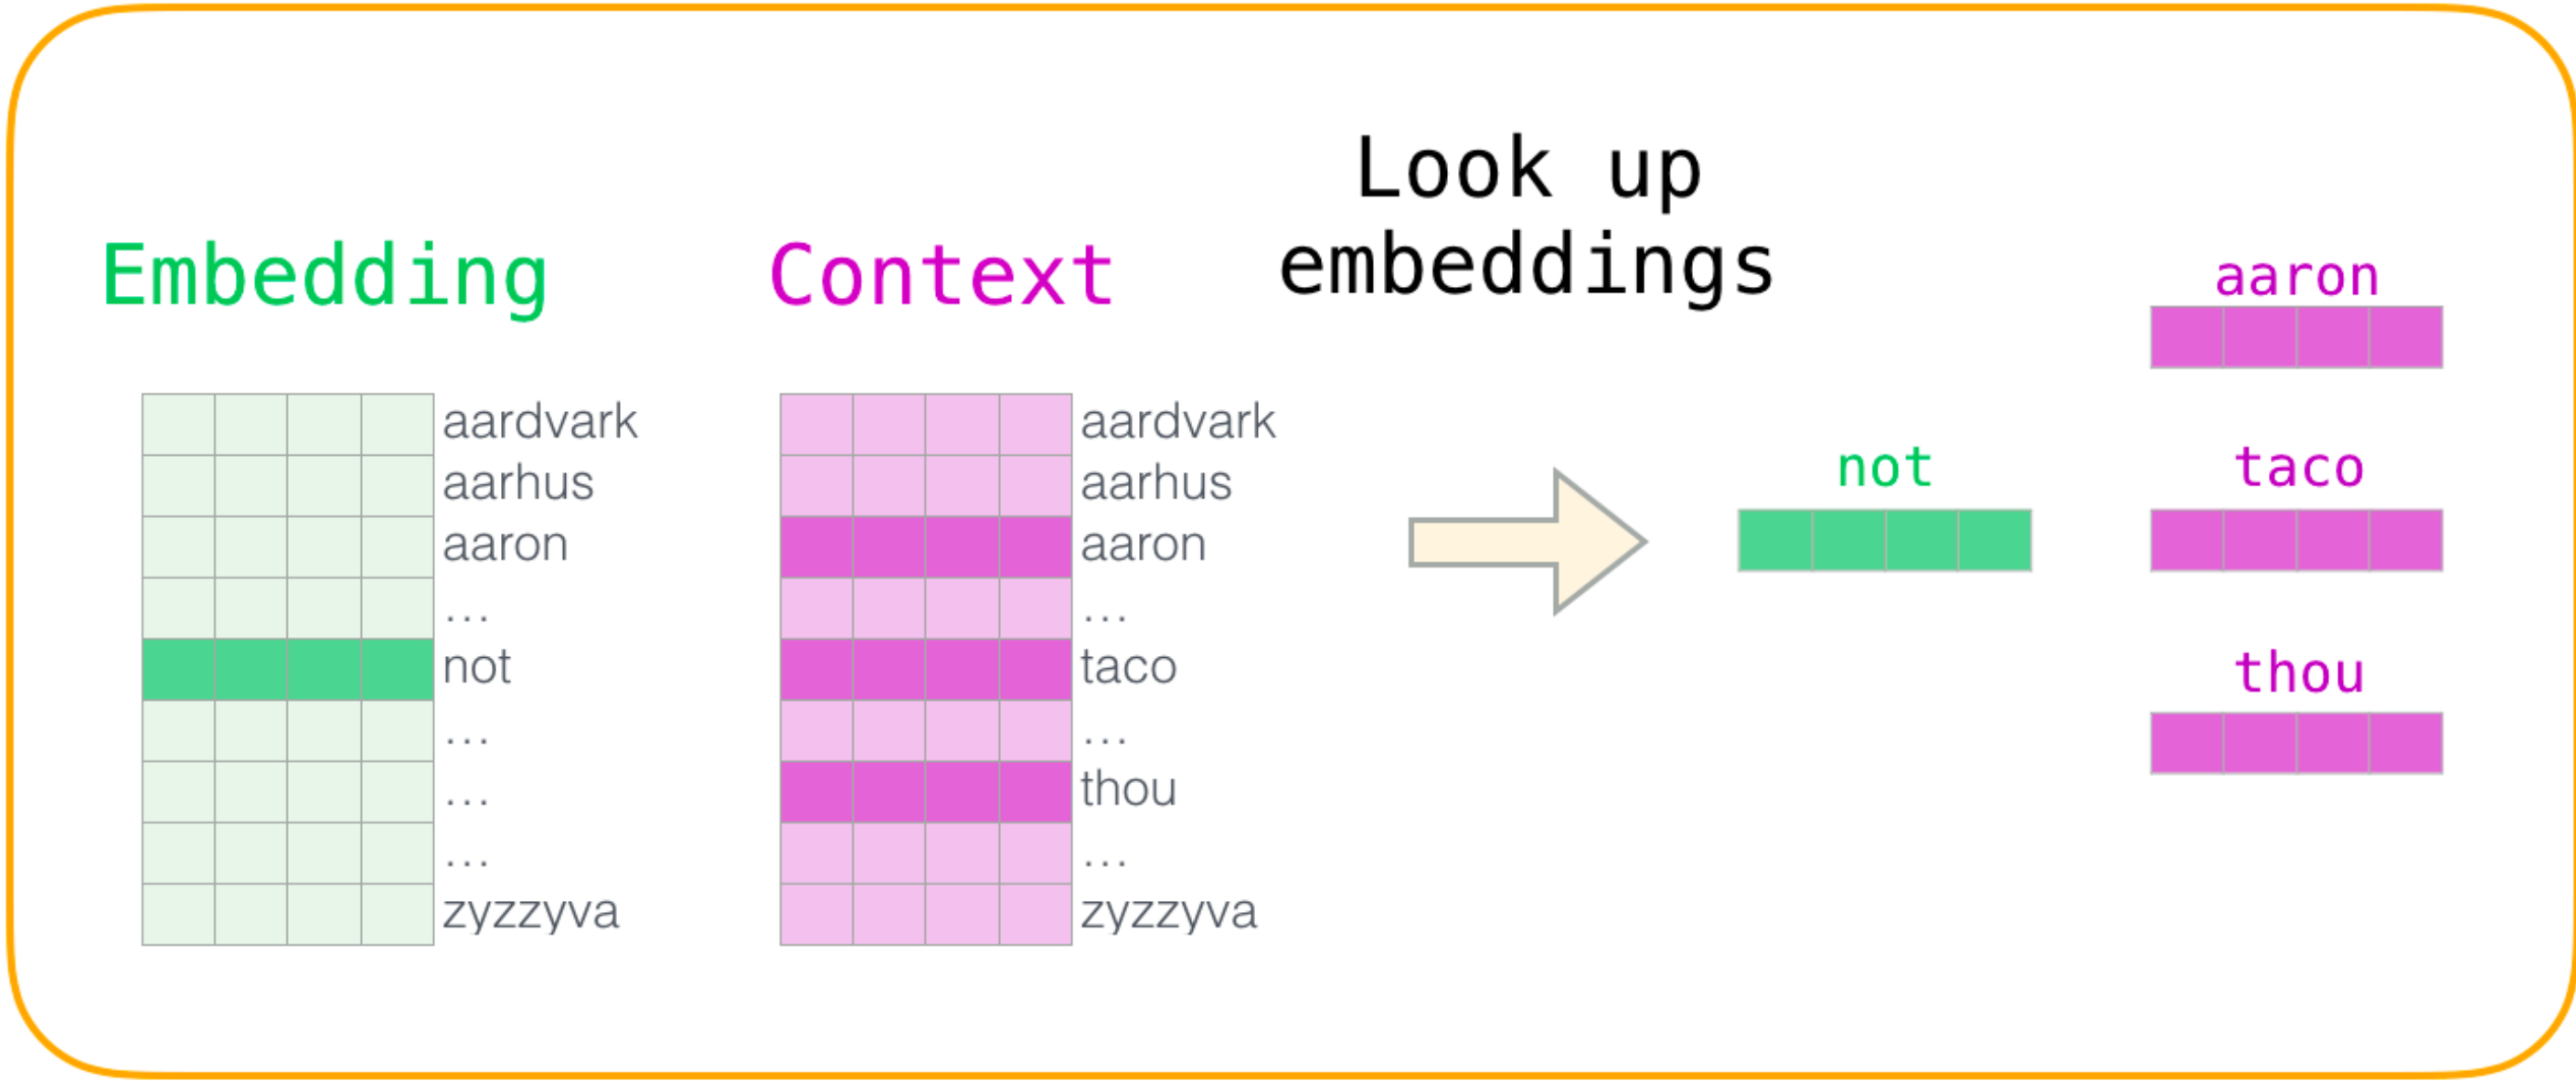 Look up
embeddings
Embedding
Context
aardvark
aarhus
aaron
...
not
...
...
...
zyzzyva
aardvark
aarhus
aaron
...
taco
...
thou
...
zyzzyva
not
aaron
taco
thou